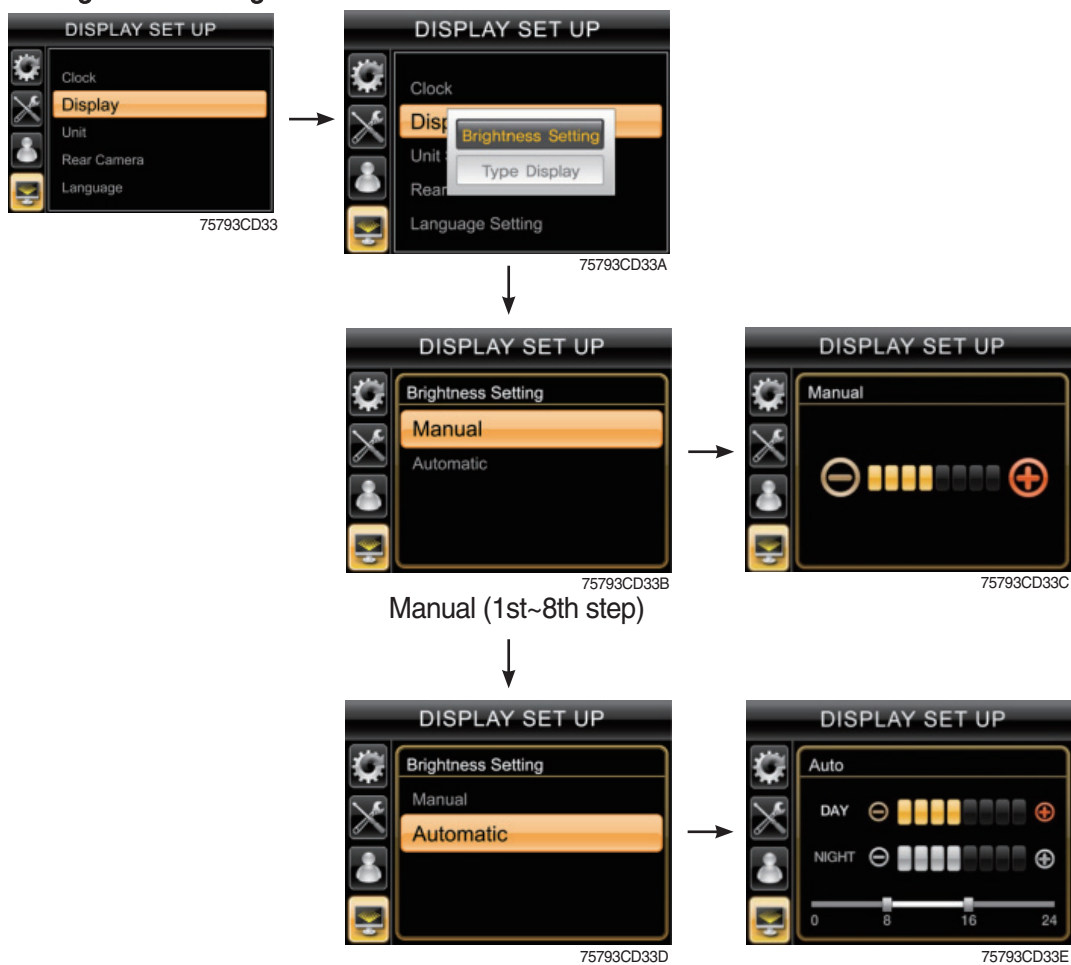 DISPLAY SET UP
Clock
Display
Unit
Rear Camera
Language
75793CD33
DISPLAY SET UP
Clock
Disp
Brightness Setting
Unit
Type Display
Rear
Language Setting
75793CD33A
DISPLAY SET UP
Brightness Setting
Manual
Automatic
75793CD33B
Manual (1st~8th step)
DISPLAY SET UP
Manual
75793CD33C
DISPLAY SET UP
Brightness Setting
Manual
Automatic
75793CD33D
DISPLAY SET UP
Auto
DAY
NIGHT
0 8 16 24
75793CD33E